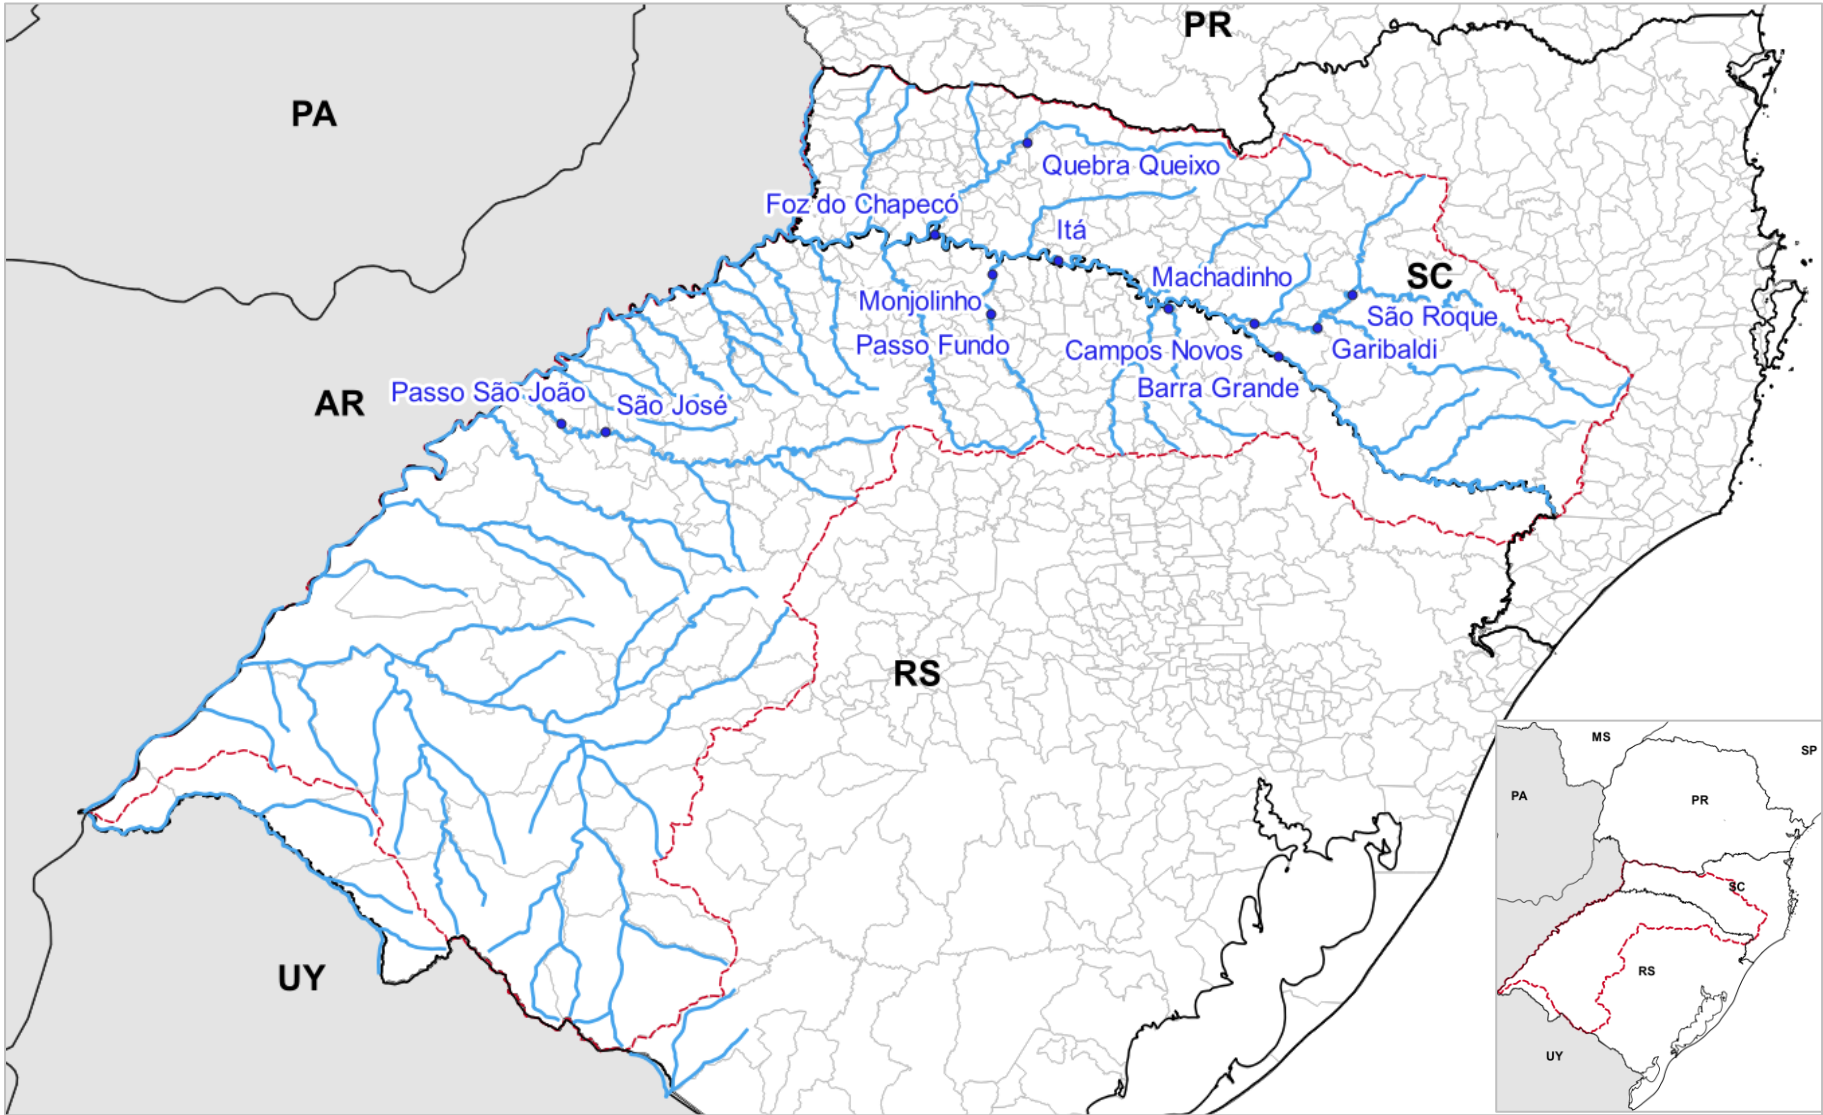 PR
PA
Quebra Queixo
Foz do Chapecó
Itá
Machadinho
SC
Monjolinho
São Roque
Passo Fundo
Campos Novos
Garibaldi
Barra Grande
Passo São João
São José
AR
RS
UY
MS
SP
PA
PR
SC
RS
UY